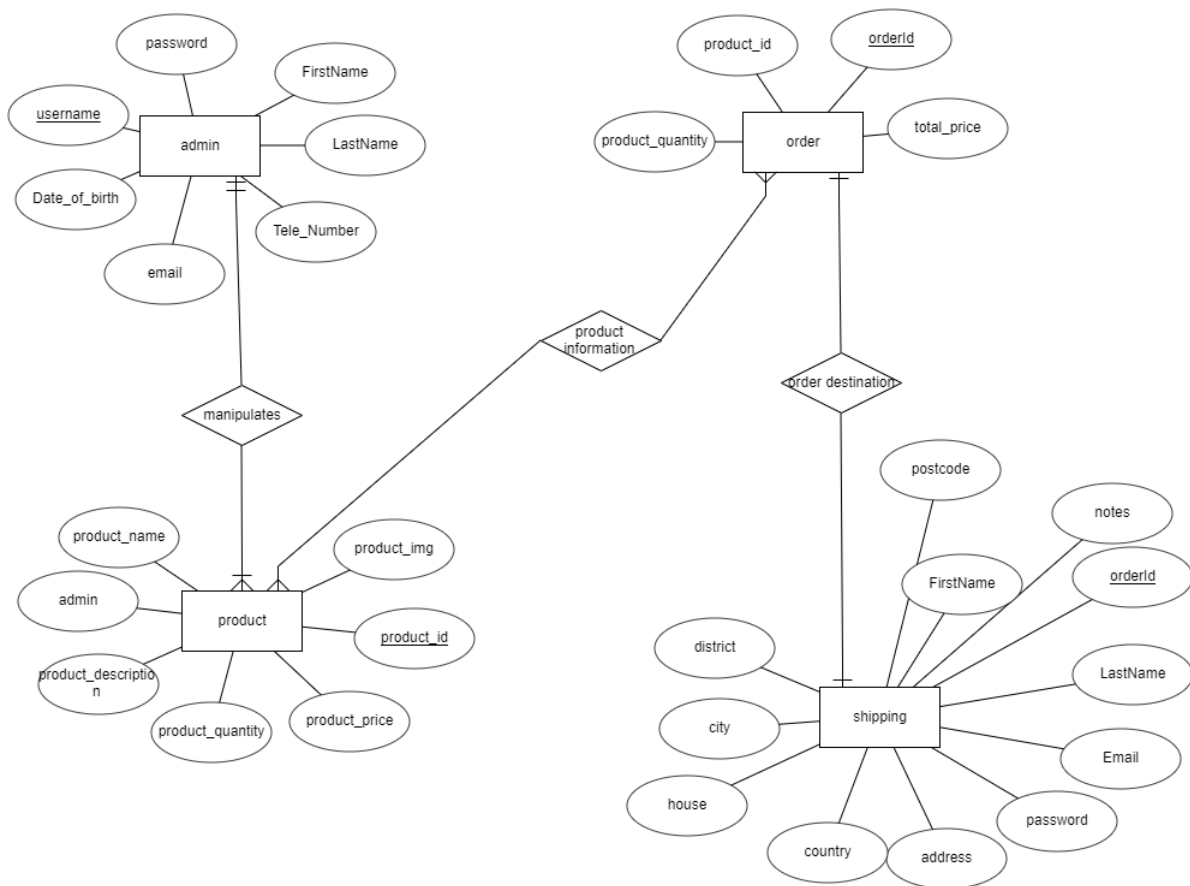 password
FirstName
username
admin
LastName
Date_of_birth
Tele_Number
email
product_id
orderId
product_quantity
order
total_price
product
information
order destination
manipulates
product_name
product_img
admin
product
product_id
product_descriptio
n
product_quantity
product_price
postcode
notes
FirstName
orderId
district
LastName
city
shipping
Email
house
password
country
address